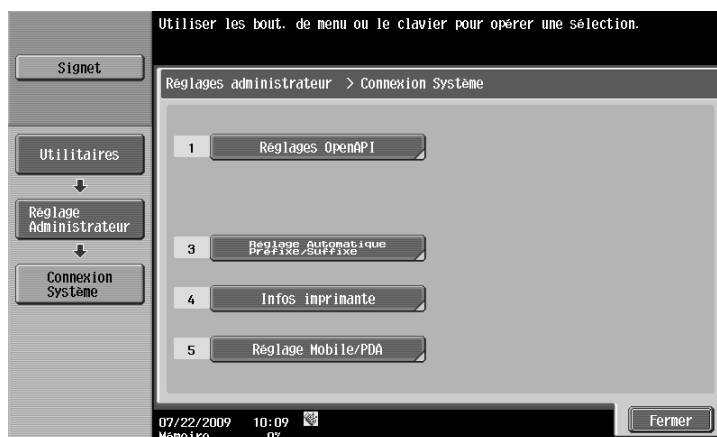 Utiliser les bout. de menu ou le clavier pour opérer une sélection.
Signet
Réglages administrateur > Connexion Système
1 Réglages OpenAPI
Utilitaires
Réglage
Administrateur
3 Réglage Automatique
Préfixe/Suffixe
Connexion
Système
4 Infos imprimante
5 Réglage Mobile/PDA
07/22/2009 10:09
Mémoire 0%
Fermer